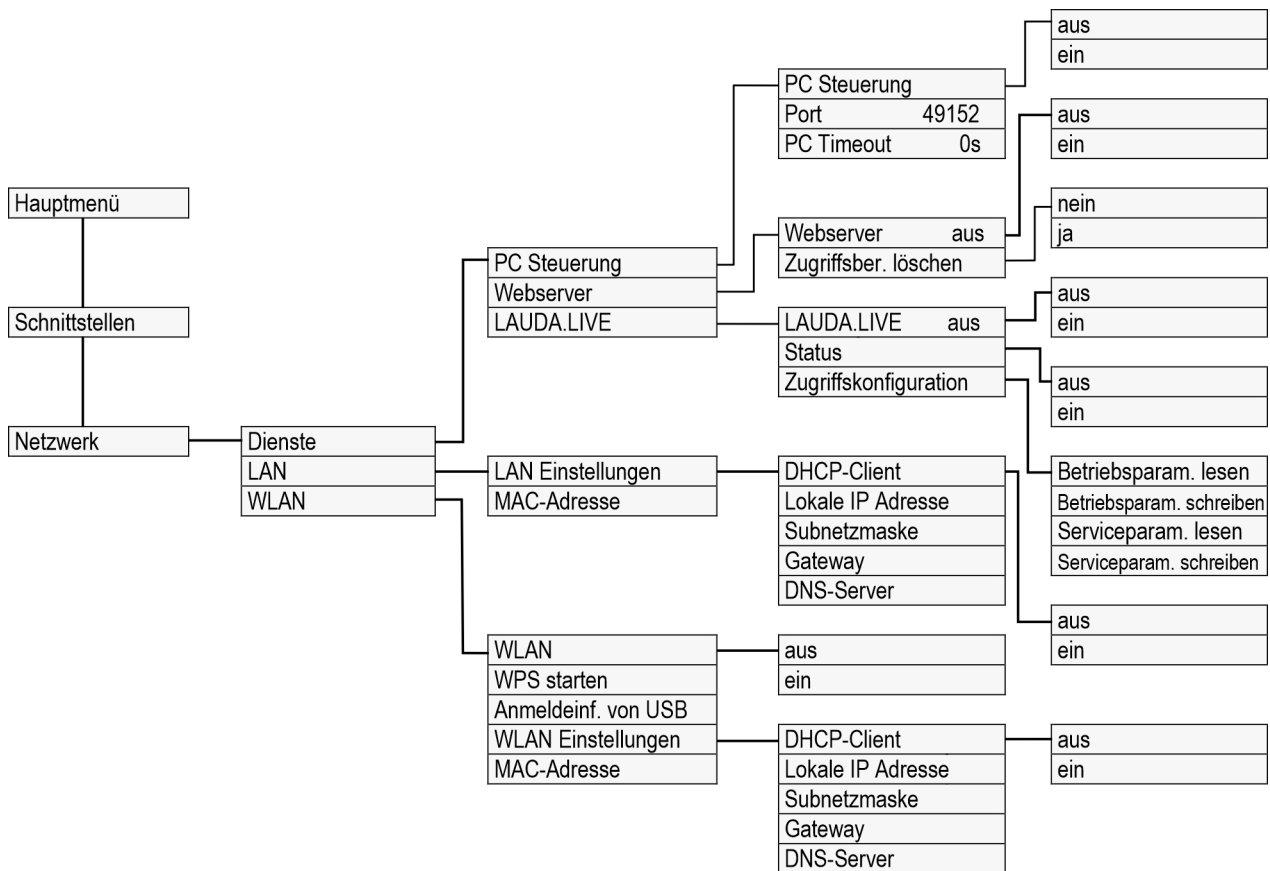 Hauptmenü
Schnittstellen
Netzwerk
Dienste
LAN
WLAN
PC Steuerung
Webserver
LAUDA.LIVE
LAN Einstellungen
MAC-Adresse
WLAN
WPS starten
Anmeldeinf. von USB
WLAN Einstellungen
MAC-Adresse
PC Steuerung
Port 49152
PC Timeout 0s
Webserver aus
Zugriffsber. löschen
LAUDA.LIVE aus
Status
Zugriffskonfiguration
DHCP-Client
Lokale IP Adresse
Subnetzmaske
Gateway
DNS-Server
aus
ein
DHCP-Client
Lokale IP Adresse
Subnetzmaske
Gateway
DNS-Server
aus
ein
aus
ein
nein
ja
aus
ein
aus
ein
Betriebsparam. lesen
Betriebsparam. schreiben
Serviceparam. lesen
Serviceparam. schreiben
aus
ein
aus
ein